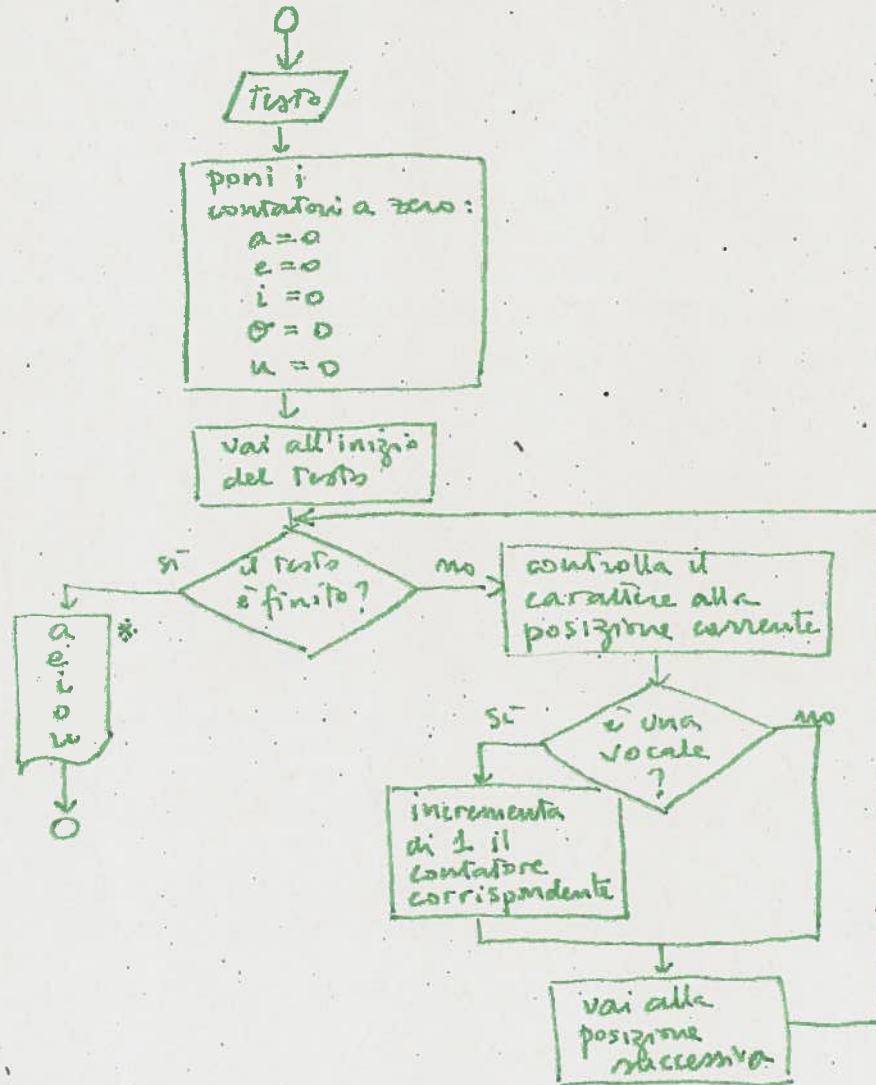 testo
poni i
contatori a zero:
a = 0
e = 0
i = 0
o = 0
u = 0
vai all'inizio
del testo
il testo
è finito?
sì
no
a
e
i
o
u
*
controlla il
carattere alla
posizione corrente
è una
vocale
?
sì
no
incrementa
di 1 il
contatore
corrispondente
vai alla
posizione
successiva